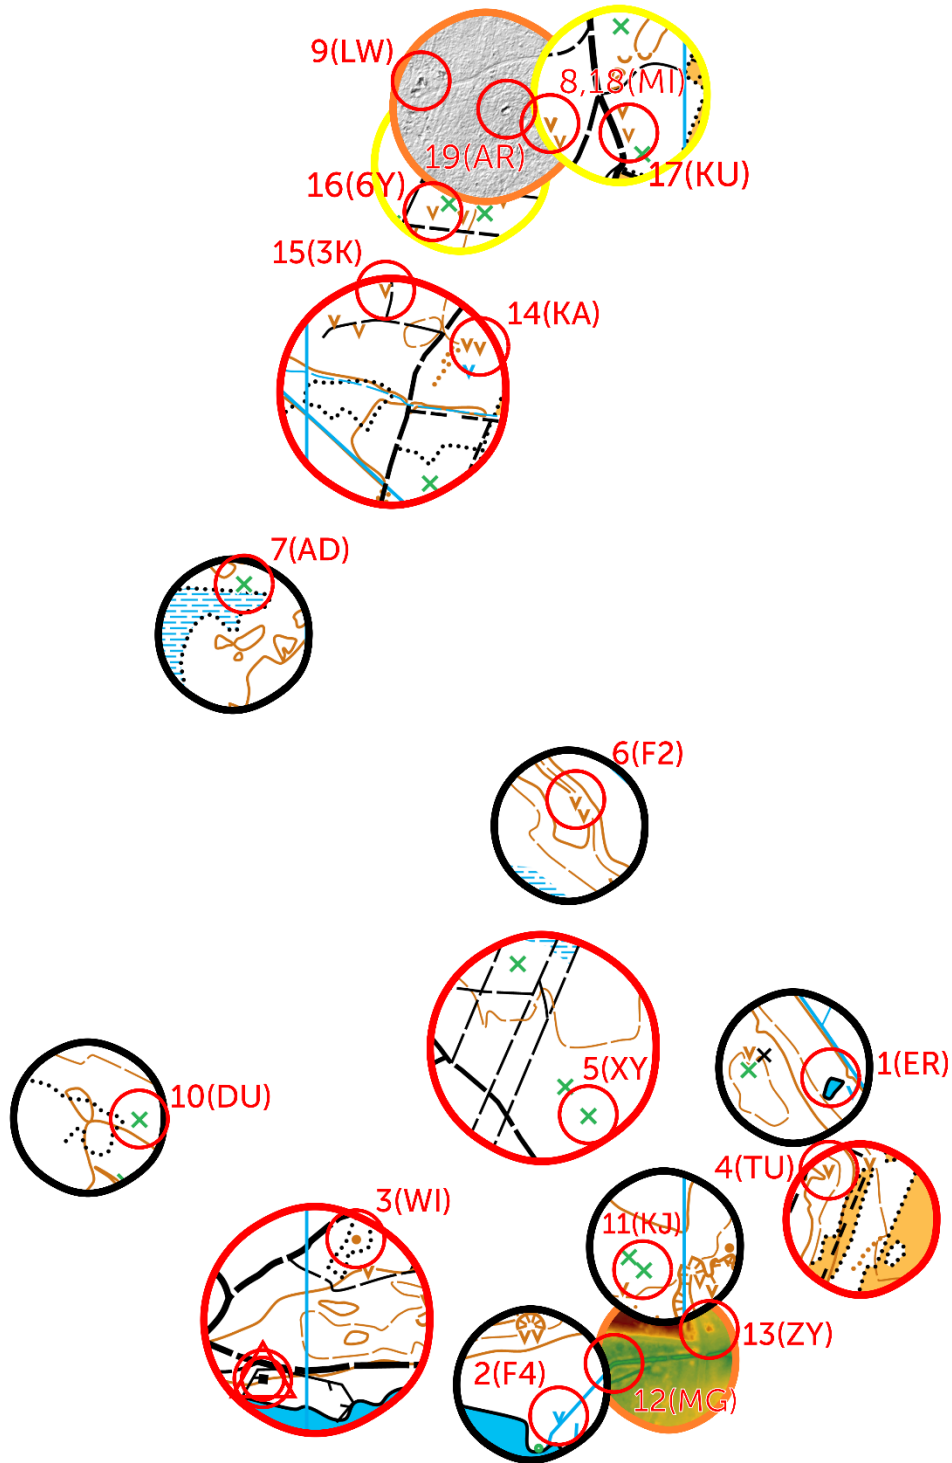 9(LW)
8,18(MI)
19(AR)
17(KU)
16(6Y)
15(3K)
14(KA)
7(AD)
6(F2)
5(XY
1(ER)
10(DU)
4(TU)
3(WI)
11(KJ)
13(ZY)
2(F4)
12(MG)